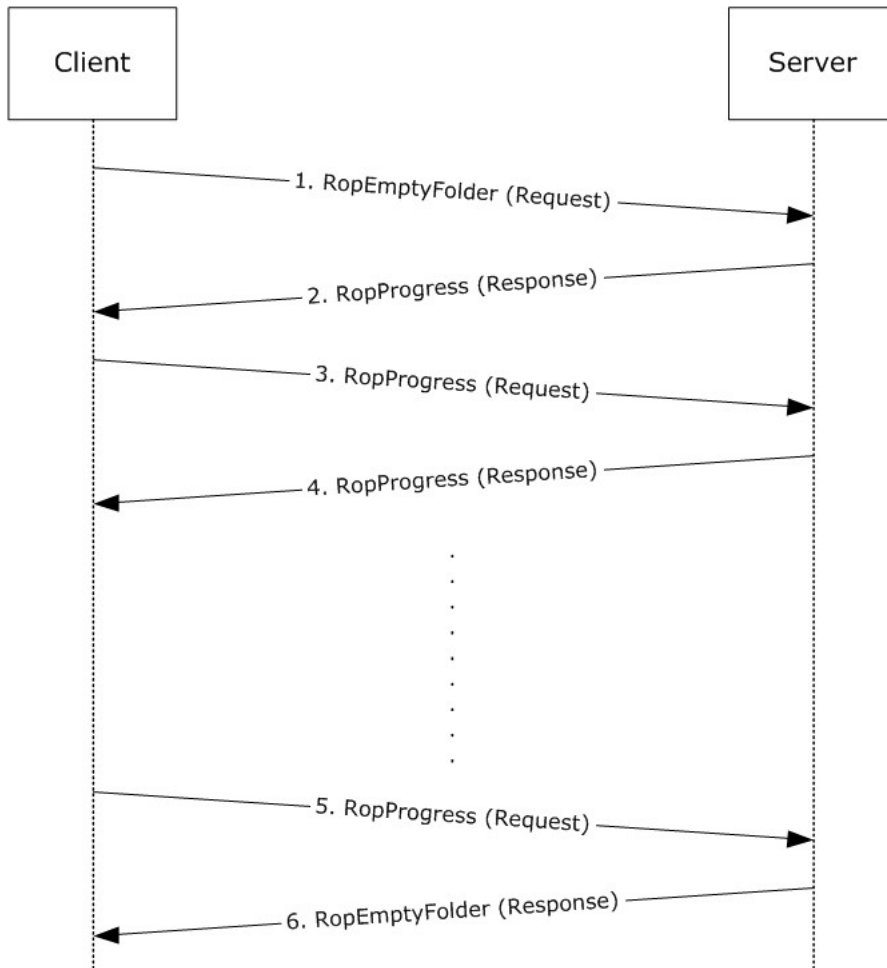 Client
Server
1. RopEmptyFolder (Request)
2. RopProgress (Response)
3. RopProgress (Request)
4. RopProgress (Response)
5. RopProgress (Request)
6. RopEmptyFolder (Response)